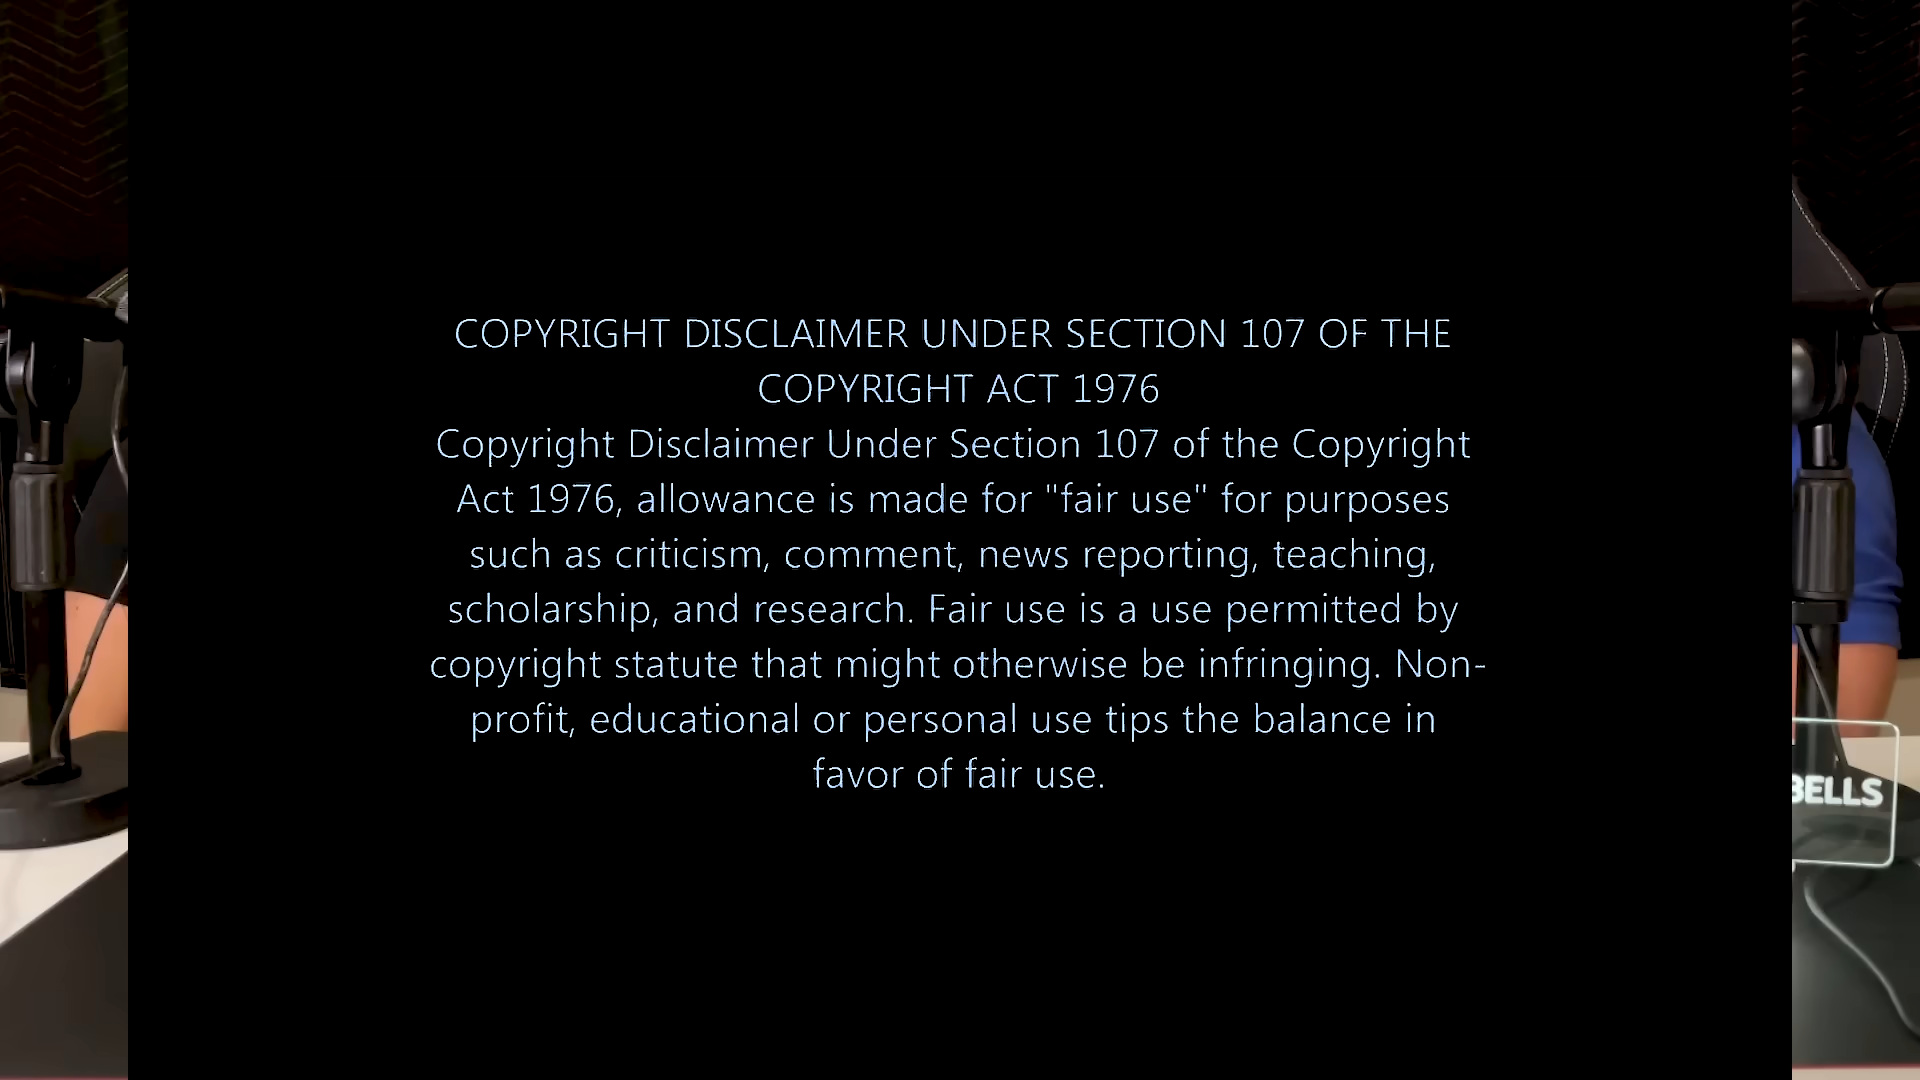 COPYRIGHT DISCLAIMER UNDER SECTION 107 OF THE
COPYRIGHT ACT 1976
Copyright Disclaimer Under Section 107 of the Copyright
Act 1976, allowance is made for "fair use" for purposes
such as criticism, comment, news reporting, teaching,
scholarship, and research. Fair use is a use permitted by
copyright statute that might otherwise be infringing. Non-
profit, educational or personal use tips the balance in
favor of fair use.
BELLS